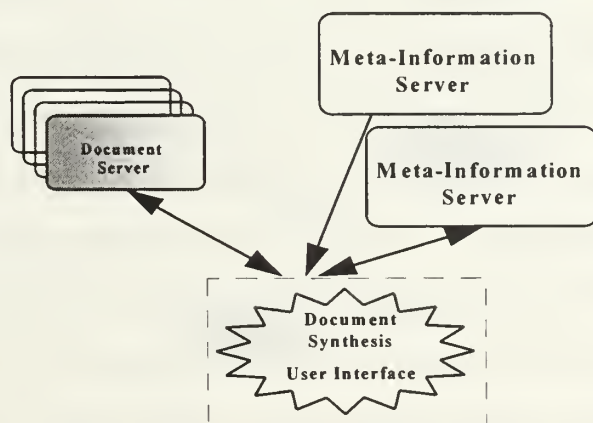 Meta-Information
Server
Document
Server
Meta-Information
Server
Document
Synthesis
User Interface